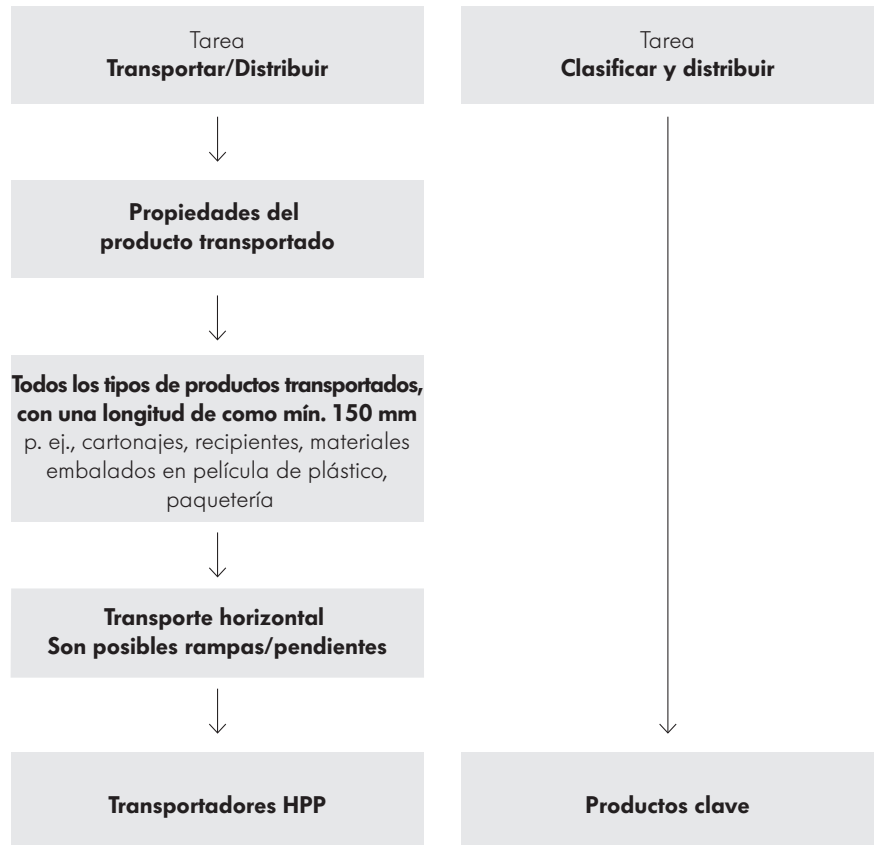 Tarea
Transportar/Distribuir
Tarea
Clasificar y distribuir
Propiedades del
producto transportado
Todos los tipos de productos transportados,
con una longitud de como mín. 150 mm
p. ej., cartonajes, recipientes, materiales
embalados en película de plástico,
paquetería
Transporte horizontal
Son posibles rampas/pendientes
Transportadores HPP
Productos clave